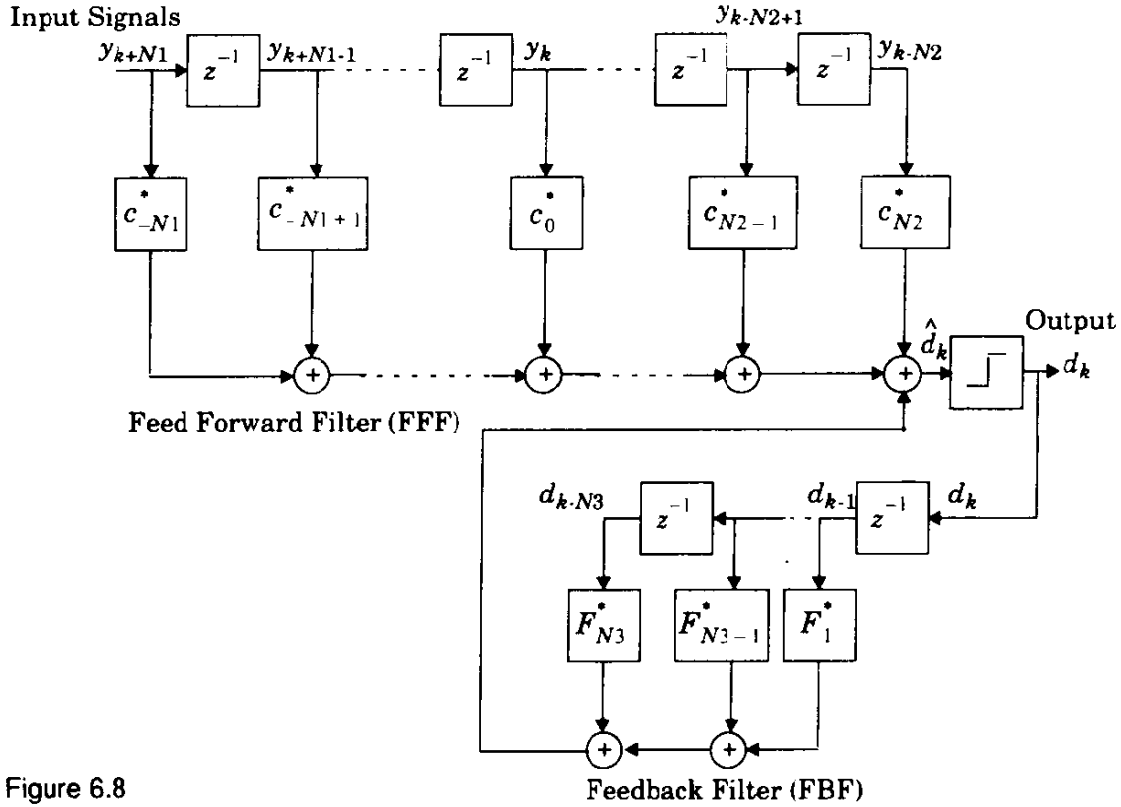 Input Signals
y_{k+N1} z^{-1} y_{k+N1-1} z^{-1} y_k z^{-1} y_{k-N2+1} z^{-1} y_{k-N2}
c^*_{-N1} c^*_{-N1+1} c^*_0 c^*_{N2-1} c^*_{N2}
+ + + + \hat{d}_k Output
d_k
Feed Forward Filter (FFF)
d_{k-N3} z^{-1} d_{k-1} z^{-1} d_k
F^*_{N3} F^*_{N3-1} F^*_1
+ +
Figure 6.8
Feedback Filter (FBF)